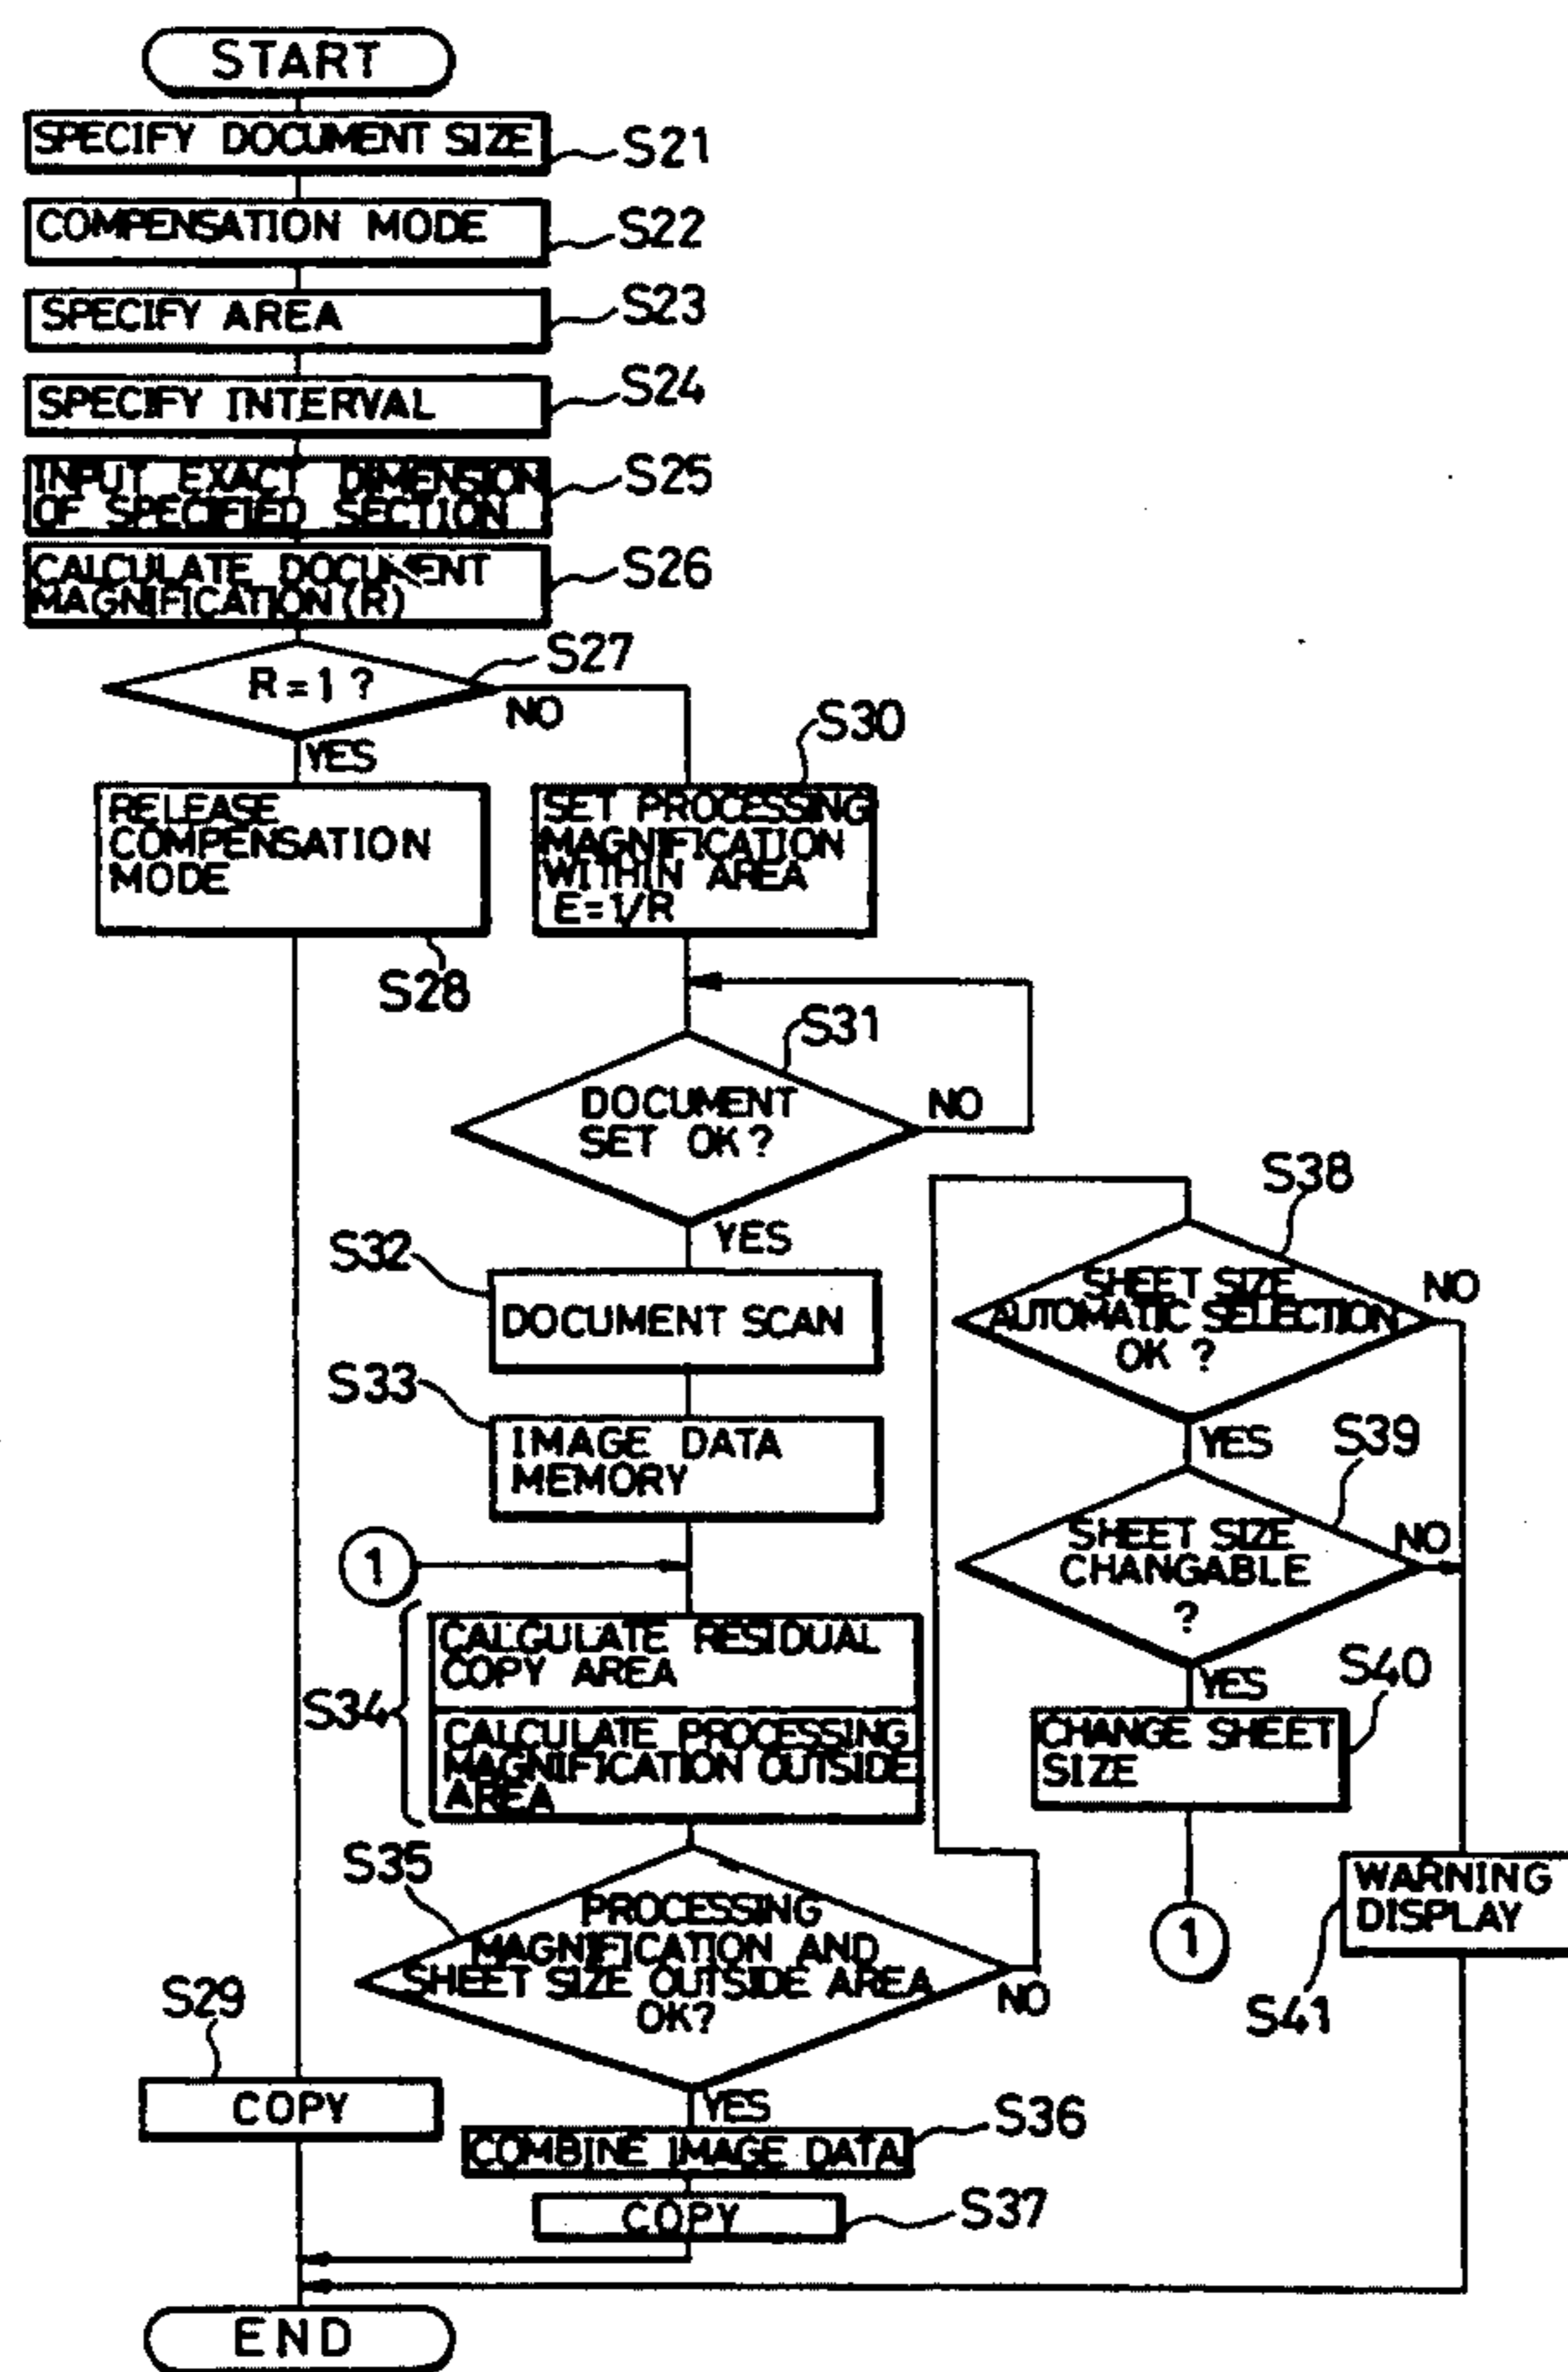 START
SPECIFY DOCUMENT SIZE
S21
COMPENSATION MODE
S22
SPECIFY AREA
S23
SPECIFY INTERVAL
S24
INPUT EXACT DIMENSION
OF SPECIFIED SECTION
S25
CALCULATE DOCUMENT
MAGNIFICATION(R)
S26
R=1?
S27
NO
YES
RELEASE
COMPENSATION
MODE
S28
S30
SET PROCESSING
MAGNIFICATION
WITHIN AREA
E=1/R
S31
DOCUMENT
SET OK?
NO
YES
S32
DOCUMENT SCAN
S33
IMAGE DATA
MEMORY
1
S34
CALGULATE RESIDUAL
COPY AREA
CALCULATE PROCESSING
MAGNIFICATION OUTSIDE
AREA
S35
PROCESSING
MAGNIFICATION AND
SHEET SIZE OUTSIDE AREA
OK?
NO
YES
S38
SHEET SIZE
AUTOMATIC SELECTION
OK ?
NO
YES
S39
SHEET SIZE
CHANGABLE
?
NO
YES
S40
CHANGE SHEET
SIZE
1
WARNING
DISPLAY
S41
S29
COPY
COMBINE IMAGE DATA
S36
COPY
S37
END